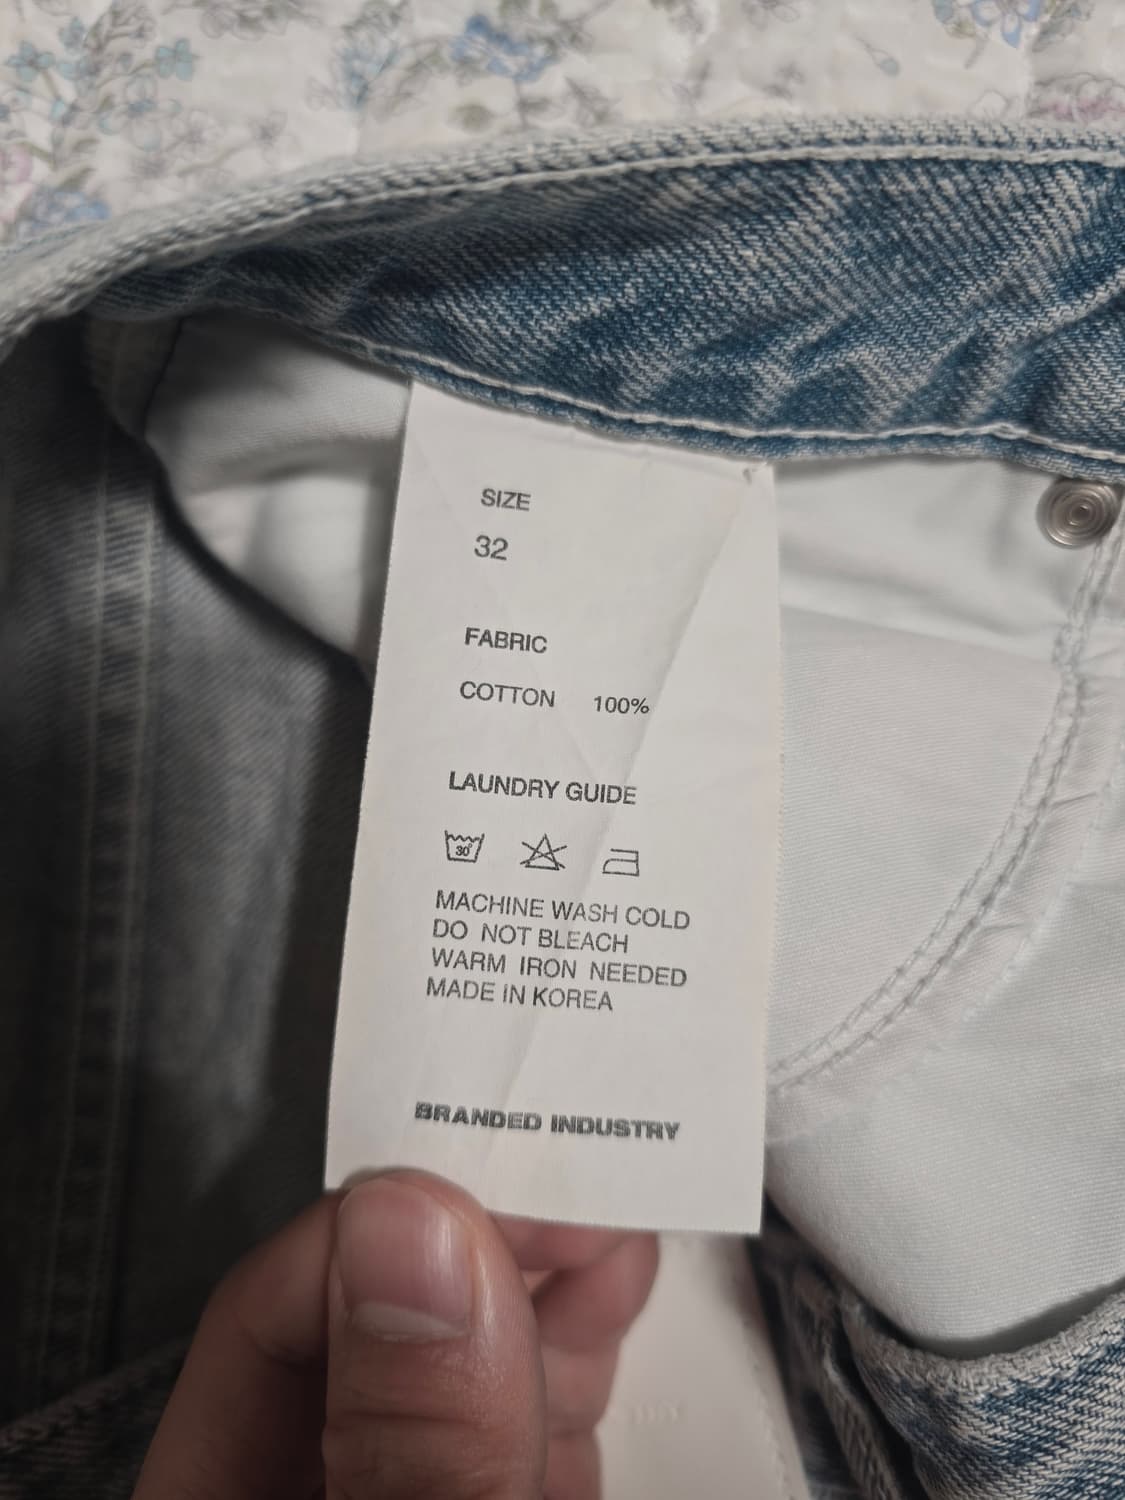 SIZE
32
FABRIC
COTTON 100%
LAUNDRY GUIDE
30°
MACHINE WASH COLD
DO NOT BLEACH
WARM IRON NEEDED
MADE IN KOREA
BRANDED INDUSTRY